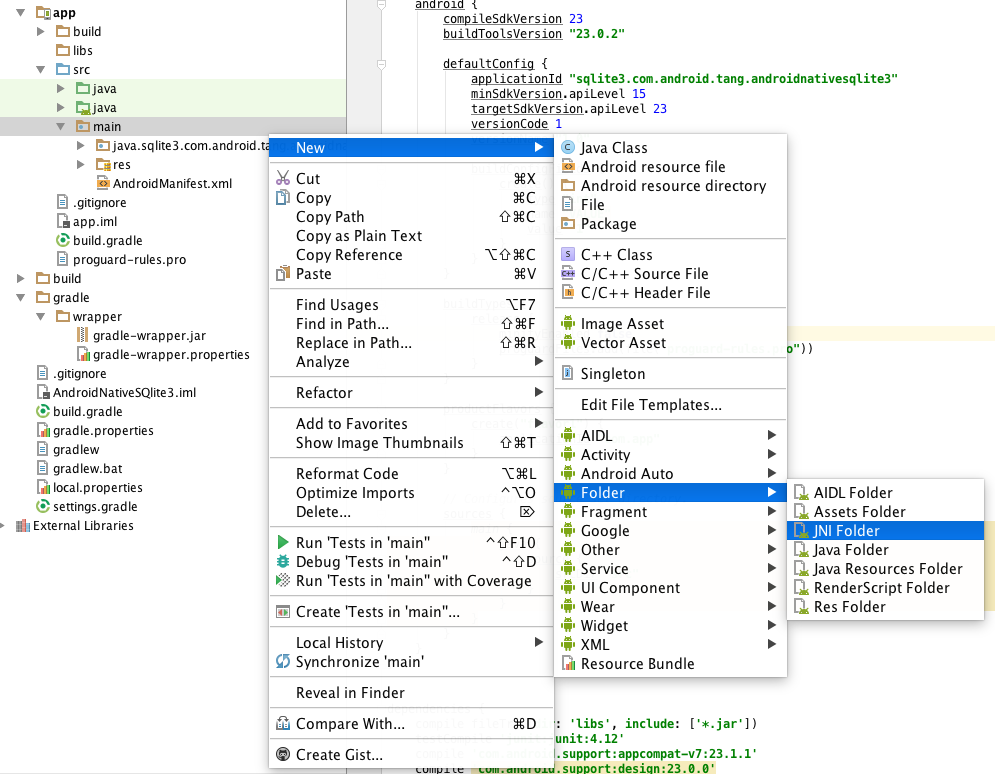 app
build
libs
src
java
java
main
java.sqlite3.com.android.tang
res
AndroidManifest.xml
.gitignore
app.iml
build.gradle
proguard-rules.pro
build
gradle
wrapper
gradle-wrapper.jar
gradle-wrapper.properties
.gitignore
AndroidNativeSQlite3.iml
build.gradle
gradle.properties
gradlew
gradlew.bat
local.properties
settings.gradle
External Libraries
android {
compileSdkVersion 23
buildToolsVersion "23.0.2"
defaultConfig {
applicationId "sqlite3.com.android.tang.androidnativesqlite3"
minSdkVersion.apiLevel 15
targetSdkVersion.apiLevel 23
versionCode 1
New
Cut ⌘X
Copy ⌘C
Copy Path ⇧⌘C
Copy as Plain Text
Copy Reference ⌥⇧⌘C
Paste ⌘V
Find Usages ⌥F7
Find in Path... ⇧⌘F
Replace in Path... ⇧⌘R
Analyze
Refactor
Add to Favorites
Show Image Thumbnails ⇧⌘T
Reformat Code ⌥⌘L
Optimize Imports ^⌥O
Delete... ⌦
Run 'Tests in 'main'' ^⇧F10
Debug 'Tests in 'main'' ^⇧D
Run 'Tests in 'main'' with Coverage
Create 'Tests in 'main''...
Local History
Synchronize 'main'
Reveal in Finder
Compare With... ⌘D
Create Gist...
Java Class
Android resource file
Android resource directory
File
Package
C++ Class
C/C++ Source File
C/C++ Header File
Image Asset
Vector Asset
Singleton
Edit File Templates...
AIDL
Activity
Android Auto
Folder
Fragment
Google
Other
Service
UI Component
Wear
Widget
XML
Resource Bundle
AIDL Folder
Assets Folder
JNI Folder
Java Folder
Java Resources Folder
RenderScript Folder
Res Folder
o"))
: 'libs', include: ['*.jar'])
unit:4.12'
compile 'com.android.support:appcompat-v7:23.1.1'
compile 'com.android.support:design:23.0.0'